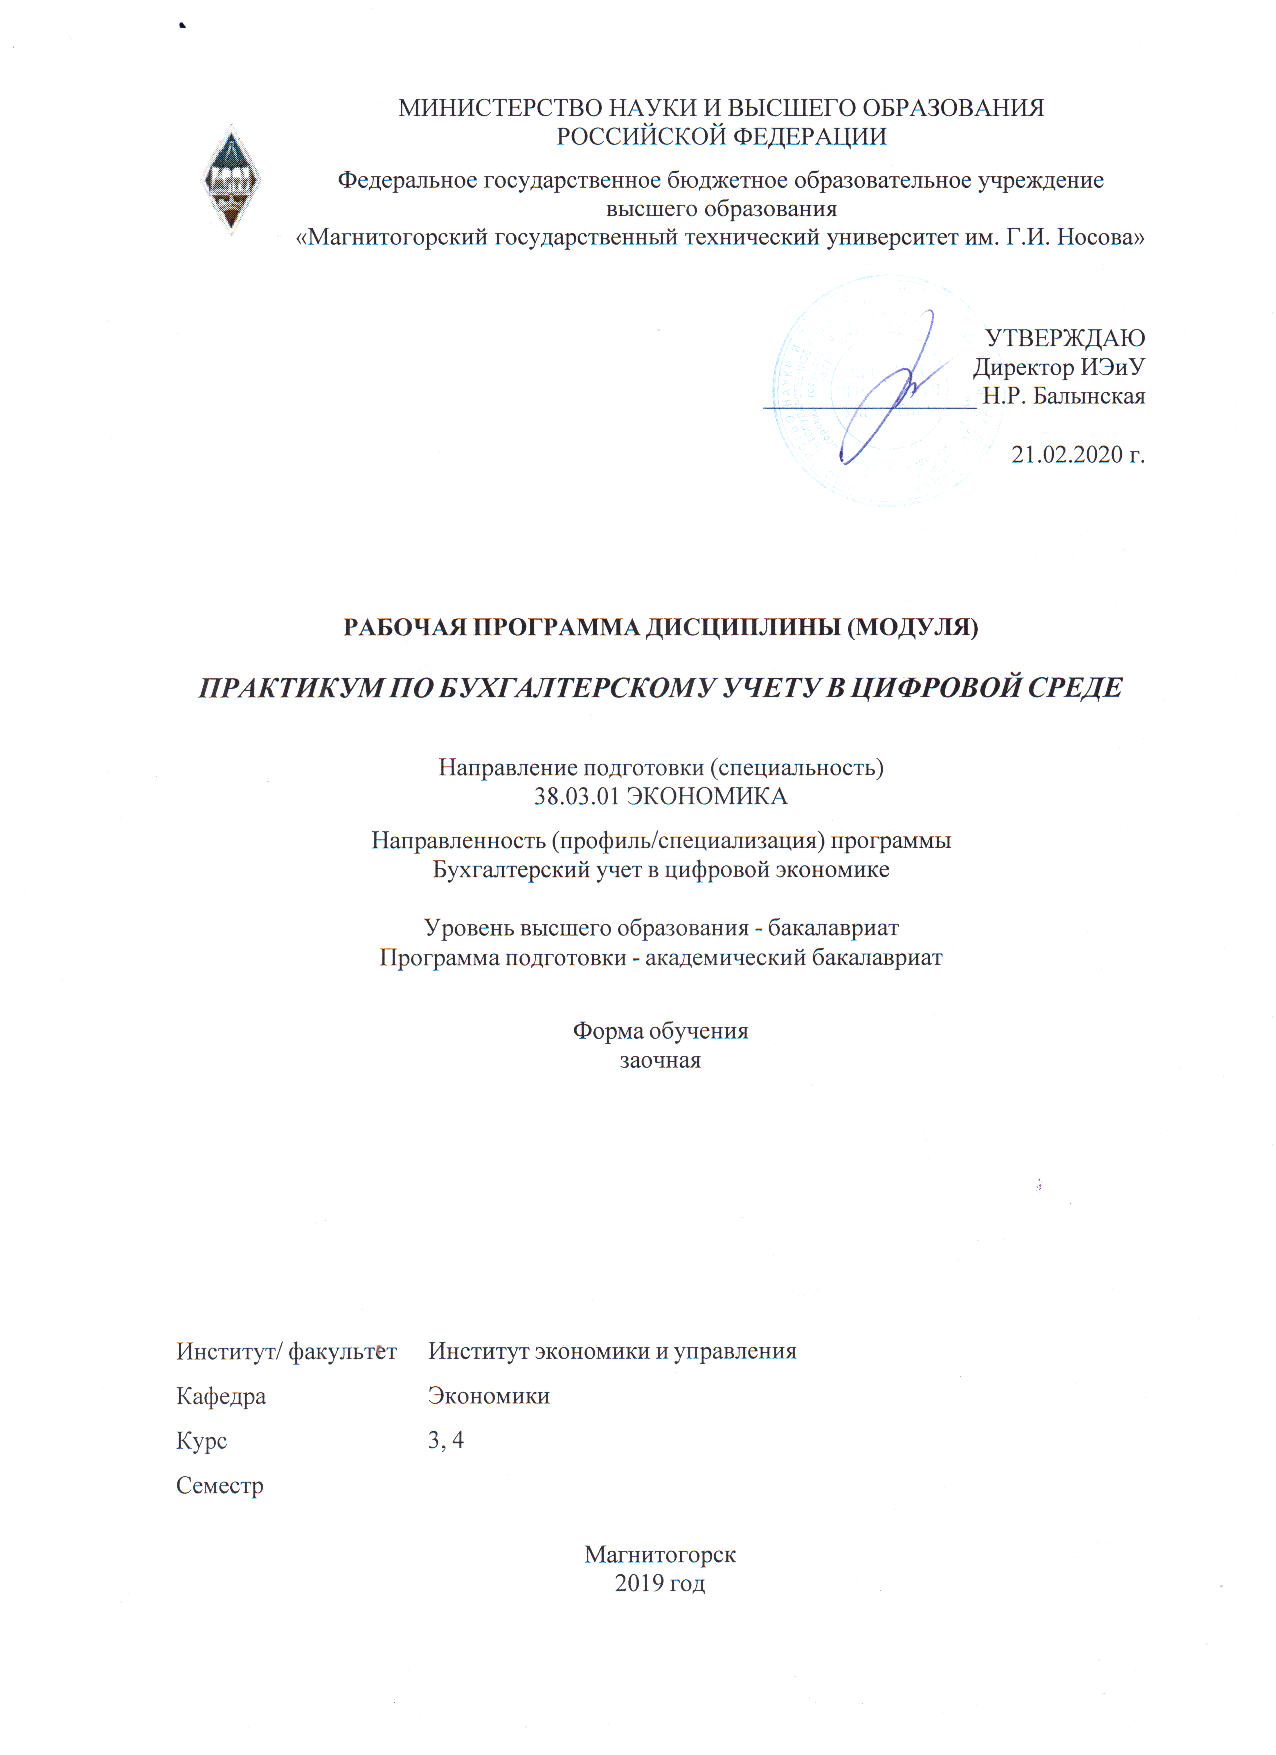 МИНИСТЕРСТВО НАУКИ И ВЫСШЕГО ОБРАЗОВАНИЯ
РОССИЙСКОЙ ФЕДЕРАЦИИ
Федеральное государственное бюджетное образовательное учреждение
высшего образования
«Магнитогорский государственный технический университет им. Г.И. Носова»
УТВЕРЖДАЮ
Директор ИЭиУ
Н.Р. Балынская
21.02.2020 г.
РАБОЧАЯ ПРОГРАММА ДИСЦИПЛИНЫ (МОДУЛЯ)
ПРАКТИКУМ ПО БУХГАЛТЕРСКОМУ УЧЕТУ В ЦИФРОВОЙ СРЕДЕ
Направление подготовки (специальность)
38.03.01 ЭКОНОМИКА
Направленность (профиль/специализация) программы
Бухгалтерский учет в цифровой экономике
Уровень высшего образования - бакалавриат
Программа подготовки - академический бакалавриат
Форма обучения
заочная
Институт/ факультет Институт экономики и управления
Кафедра Экономики
Курс 3, 4
Семестр
Магнитогорск
2019 год